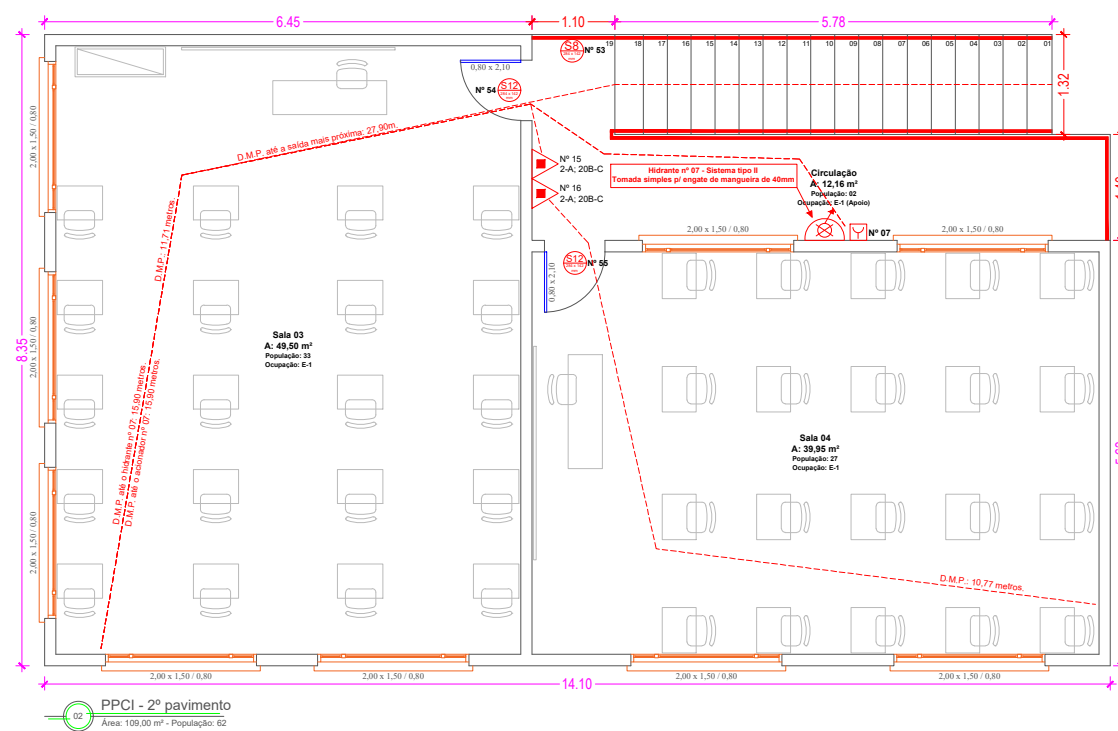 6.45
1.10
5.78
S8
Nº 53
19
18
17
16
15
14
13
12
11
10
09
08
07
06
05
04
03
02
01
1.32
0,80 x 2,10
Nº 54
S12
2,00 x 1,50 / 0,80
D.M.P. até a saída mais próxima: 27,90m.
Nº 15
2-A; 20B-C
Nº 16
2-A; 20B-C
Hidrante nº 07 - Sistema tipo II
Tomada simples p/ engate de mangueira de 40mm
Circulação
A: 12,16 m²
População: 02
Ocupação: E-1 (Apoio)
Nº 07
D.M.P.: 11,71 metros.
2,00 x 1,50 / 0,80
2,00 x 1,50 / 0,80
S12
Nº 55
0,80 x 2,10
8.35
2,00 x 1,50 / 0,80
Sala 03
A: 49,50 m²
População: 33
Ocupação: E-1
D.M.P. até o hidrante nº 07: 15,90 metros.
D.M.P. até o acionador nº 07: 15,90 metros.
Sala 04
A: 39,95 m²
População: 27
Ocupação: E-1
2,00 x 1,50 / 0,80
D.M.P.: 10,77 metros.
2,00 x 1,50 / 0,80
2,00 x 1,50 / 0,80
2,00 x 1,50 / 0,80
2,00 x 1,50 / 0,80
14.10
02
PPCI - 2º pavimento
Área: 109,00 m² - População: 62